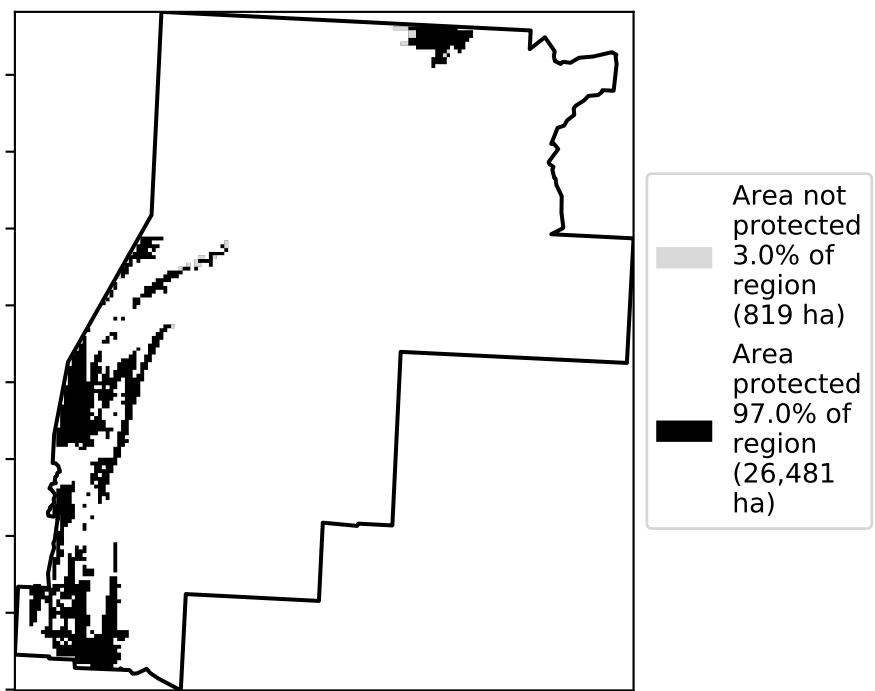 Area not
protected
3.0% of
region
(819 ha)
Area
protected
97.0% of
region
(26,481
ha)